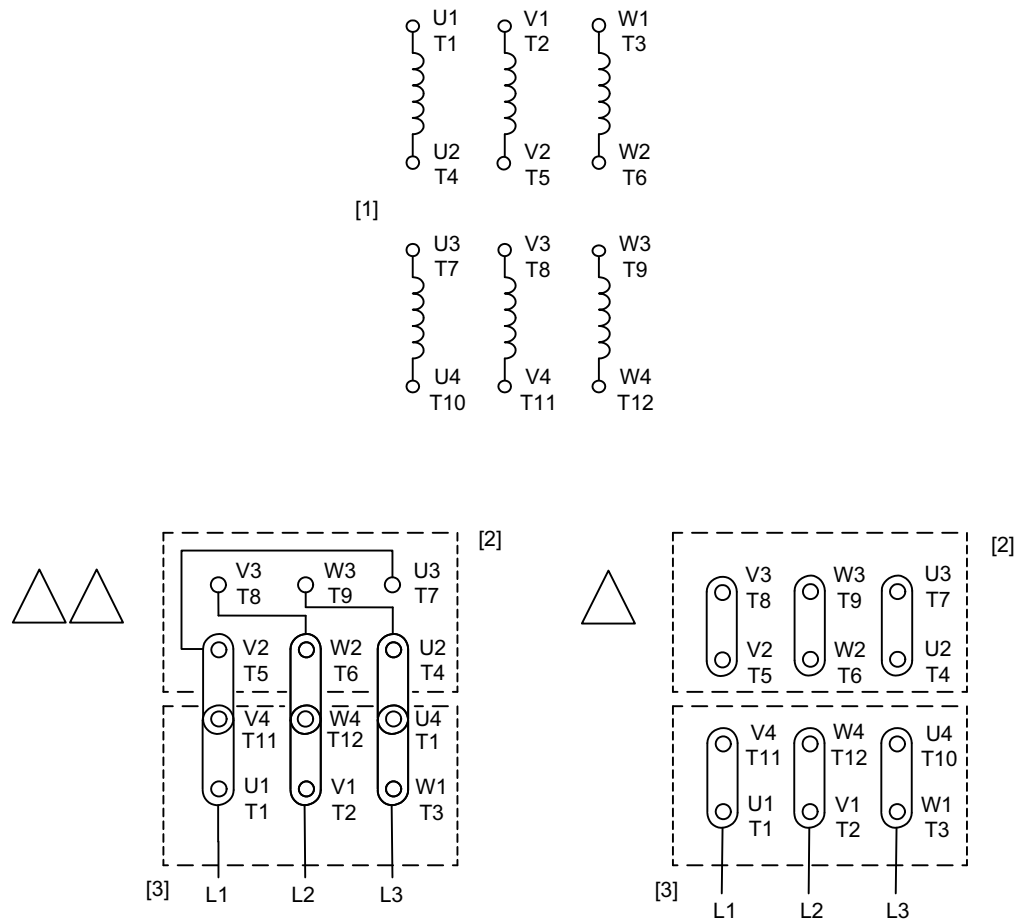 U1 V1 W1
T1 T2 T3
U2 V2 W2
T4 T5 T6
[1]
U3 V3 W3
T7 T8 T9
U4 V4 W4
T10 T11 T12
[2]
V3 W3 U3
T8 T9 T7
V2 W2 U2
T5 T6 T4
V4 W4 U4
T11 T12 T1
U1 V1 W1
T1 T2 T3
[3] L1 L2 L3
[2]
V3 W3 U3
T8 T9 T7
V2 W2 U2
T5 T6 T4
V4 W4 U4
T11 T12 T10
U1 V1 W1
T1 T2 T3
[3] L1 L2 L3